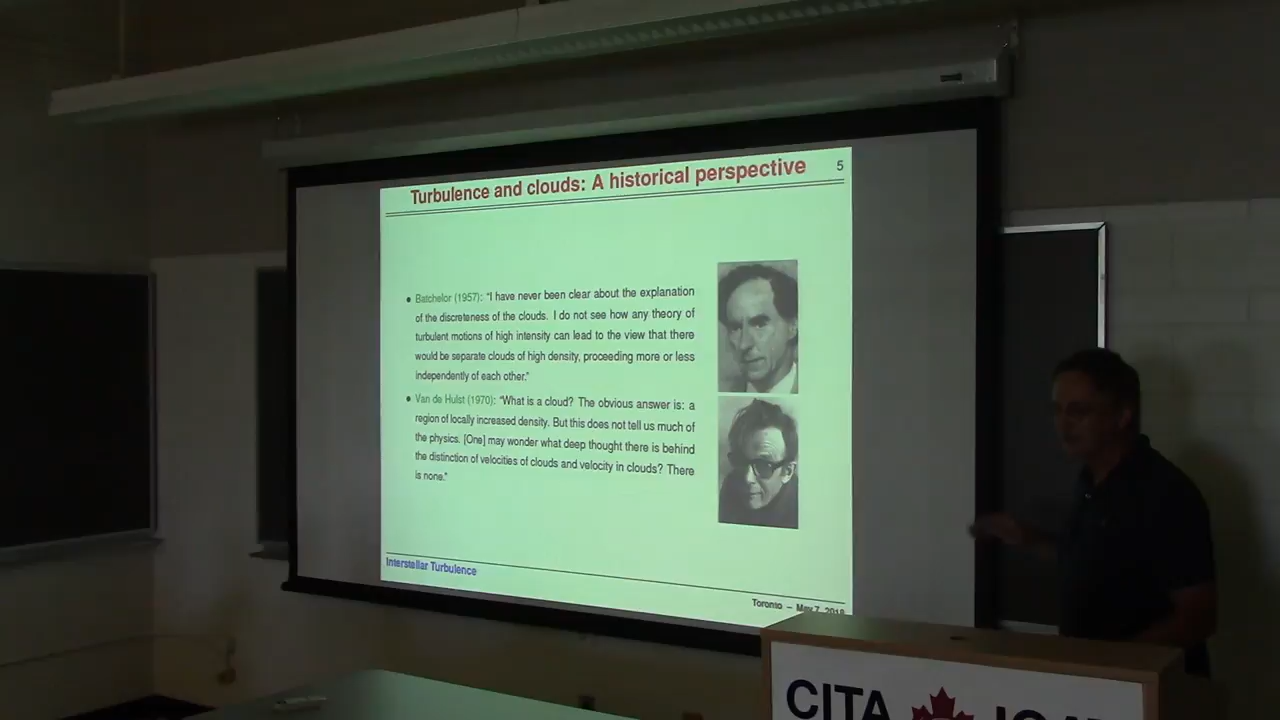 Turbulence and clouds: A historical perspective
5
• Batchelor (1957): "I have never been clear about the explanation
of the discreteness of the clouds. I do not see how any theory of
turbulent motions of high intensity can lead to the view that there
would be separate clouds of high density, proceeding more or less
independently of each other."
• Van de Hulst (1970): "What is a cloud? The obvious answer is: a
region of locally increased density. But this does not tell us much of
the physics. [One] may wonder what deep thought there is behind
the distinction of velocities of clouds and velocity in clouds? There
is none."
Interstellar Turbulence
Toronto – May 7, 2018
CITA